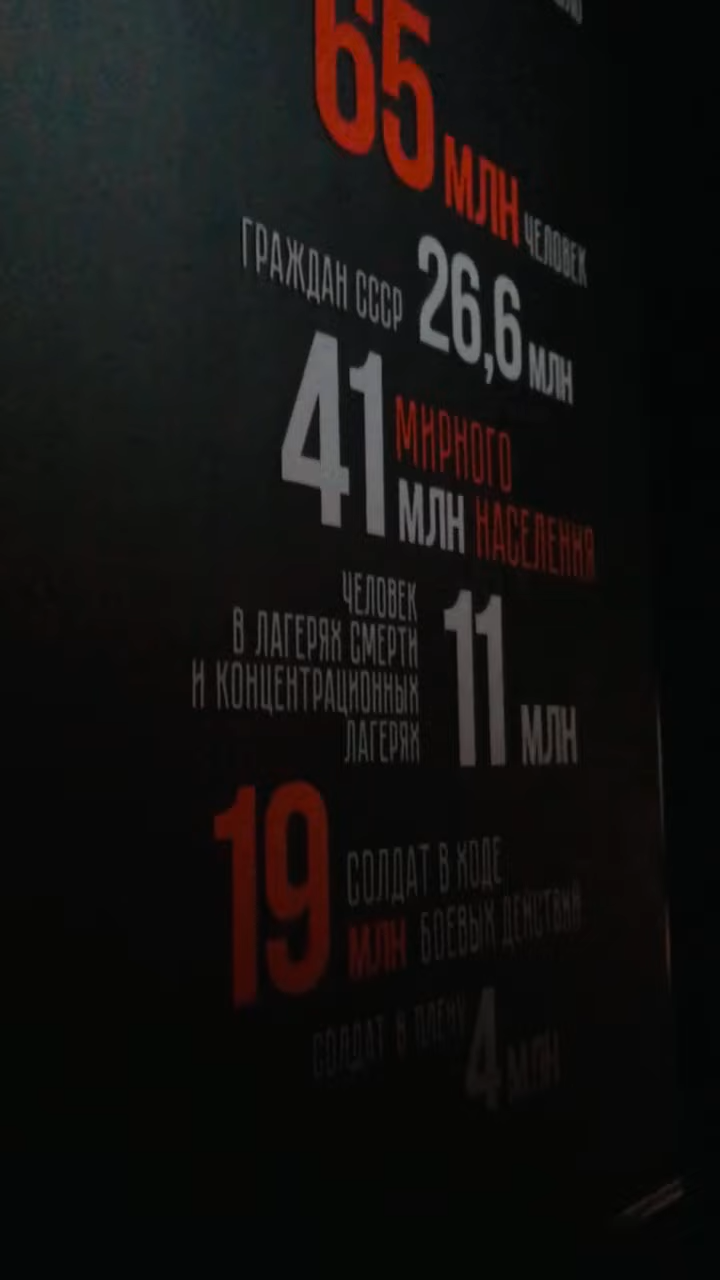 65 МЛН ЧЕЛОВЕК
ГРАЖДАН СССР 26,6 МЛН
41 МИРНОГО
МЛН НАСЕЛЕНИЯ
ЧЕЛОВЕК
В ЛАГЕРЯХ СМЕРТИ
И КОНЦЕНТРАЦИОННЫХ
ЛАГЕРЯХ
11 МЛН
19 СОЛДАТ В ХОДЕ
МЛН БОЕВЫХ ДЕЙСТВИЙ
СОЛДАТ В ПЛЕНУ 4 МЛН